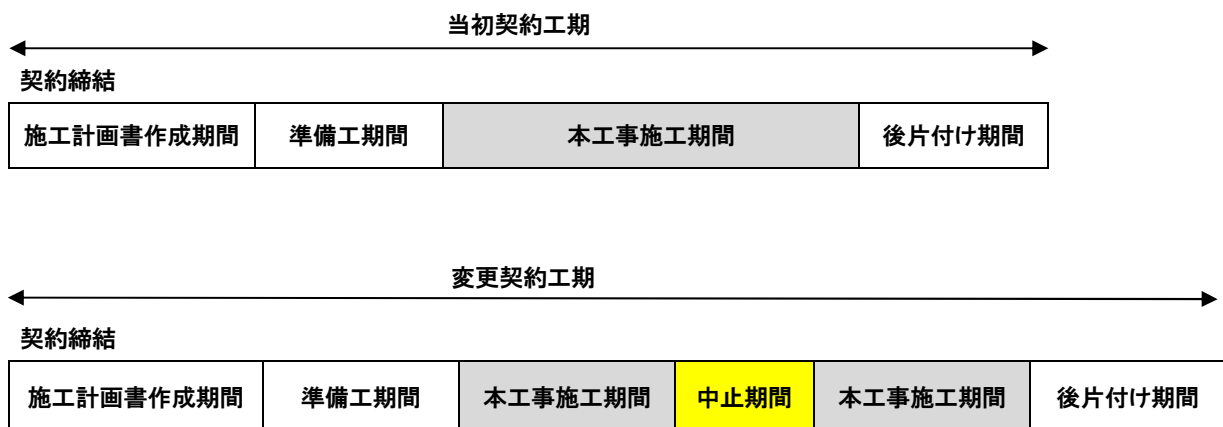 当初契約工期
契約締結
施工計画書作成期間 準備工期間 本工事施工期間 後片付け期間
変更契約工期
契約締結
施工計画書作成期間 準備工期間 本工事施工期間 中止期間 本工事施工期間 後片付け期間